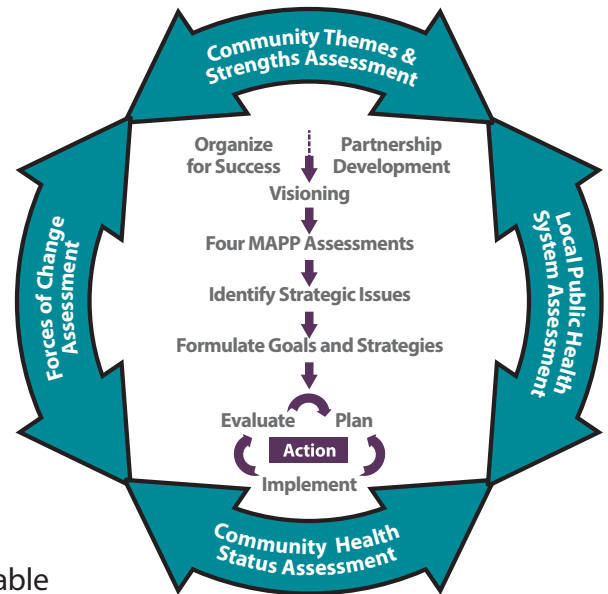 Community Themes &
Strengths Assessment
Organize
for Success
Partnership
Development
Visioning
Four MAPP Assessments
Identify Strategic Issues
Formulate Goals and Strategies
Evaluate
Plan
Action
Implement
Forces of Change
Assessment
Local Public Health
System Assessment
Community Health
Status Assessment
able